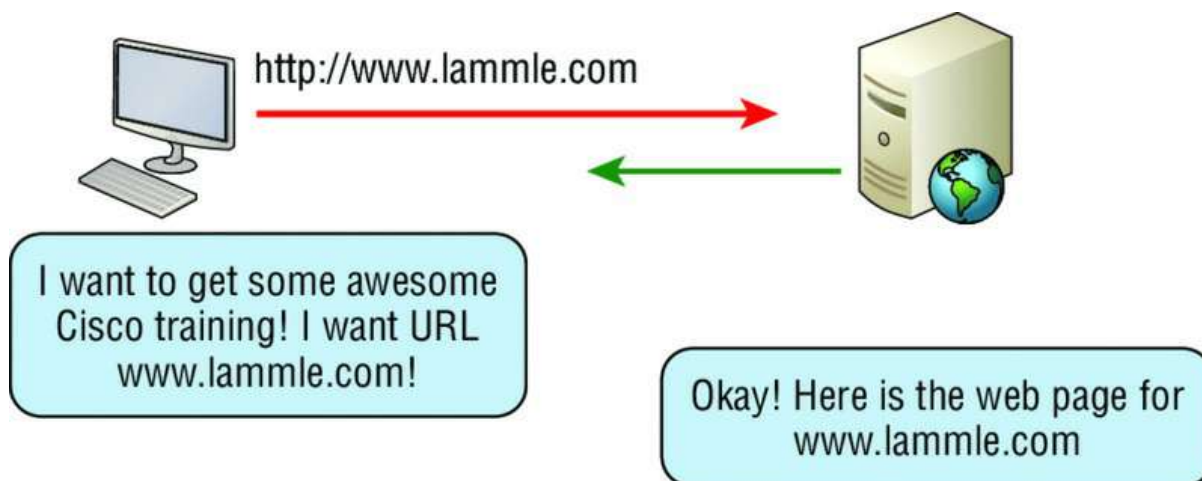 http://www.lammle.com
I want to get some awesome
Cisco training! I want URL
www.lammle.com!
Okay! Here is the web page for
www.lammle.com